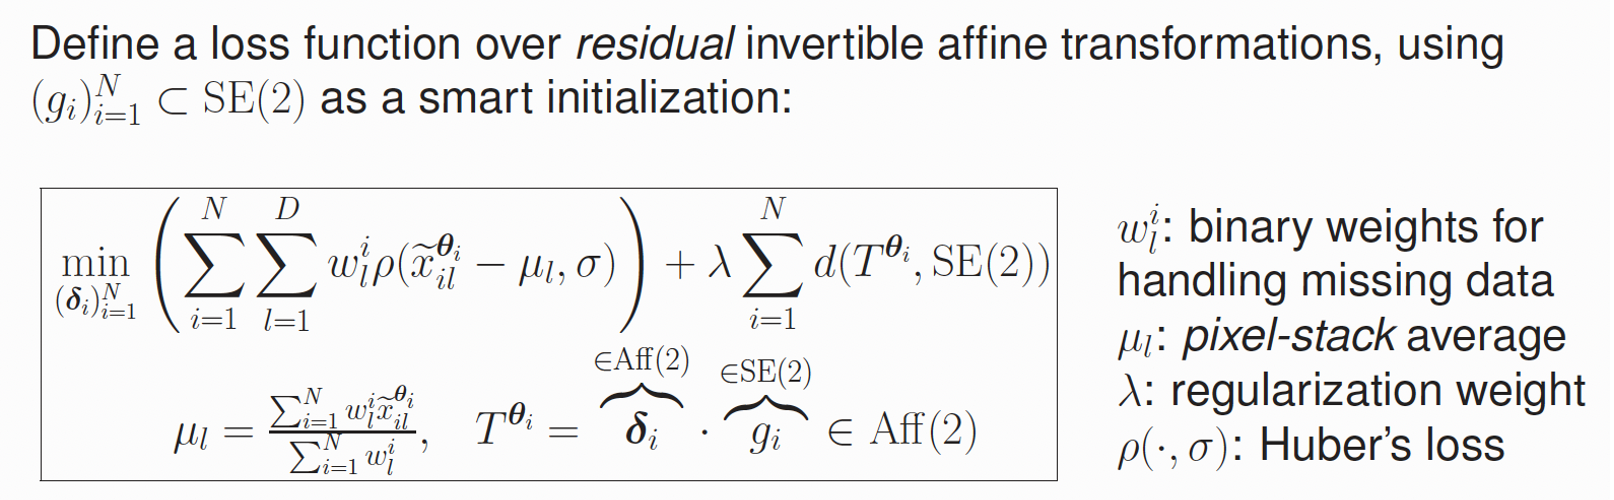 Define a loss function over residual invertible affine transformations, using
$(g_i)_{i=1}^{N} \subset \mathrm{SE}(2)$ as a smart initialization:
$\min_{(\boldsymbol{\delta}_i)_{i=1}^{N}} \left( \sum_{i=1}^{N} \sum_{l=1}^{D} w_l^i \rho(\widetilde{x}_{il}^{\boldsymbol{\theta}_i} - \mu_l, \sigma) \right) + \lambda \sum_{i=1}^{N} d(T^{\boldsymbol{\theta}_i}, \mathrm{SE}(2))$
$\mu_l = \frac{\sum_{i=1}^{N} w_l^i \widetilde{x}_{il}^{\boldsymbol{\theta}_i}}{\sum_{i=1}^{N} w_l^i}, \quad T^{\boldsymbol{\theta}_i} = \overbrace{\boldsymbol{\delta}_i}^{\in \mathrm{Aff}(2)} \cdot \overbrace{g_i}^{\in \mathrm{SE}(2)} \in \mathrm{Aff}(2)$
$w_l^i$: binary weights for
handling missing data
$\mu_l$: pixel-stack average
$\lambda$: regularization weight
$\rho(\cdot, \sigma)$: Huber's loss